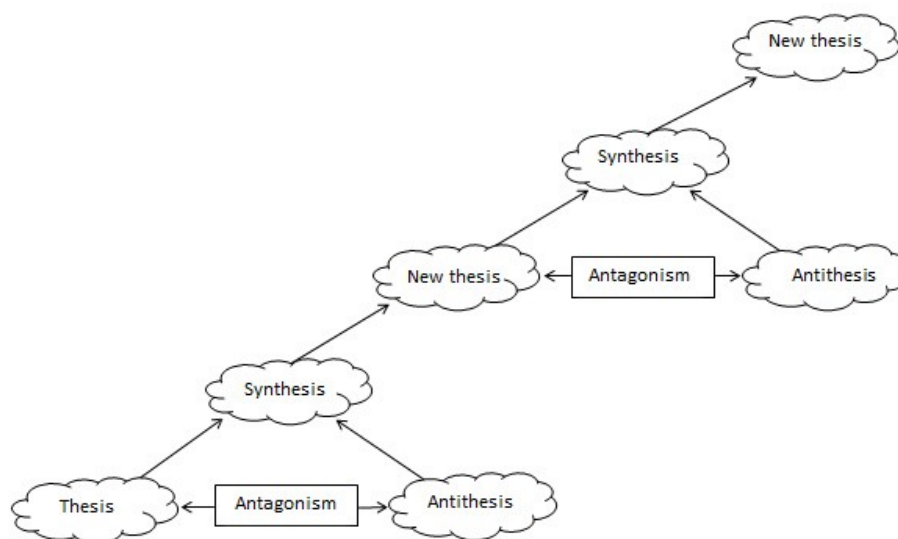 New thesis
Synthesis
New thesis
Antagonism
Antithesis
Synthesis
Thesis
Antagonism
Antithesis